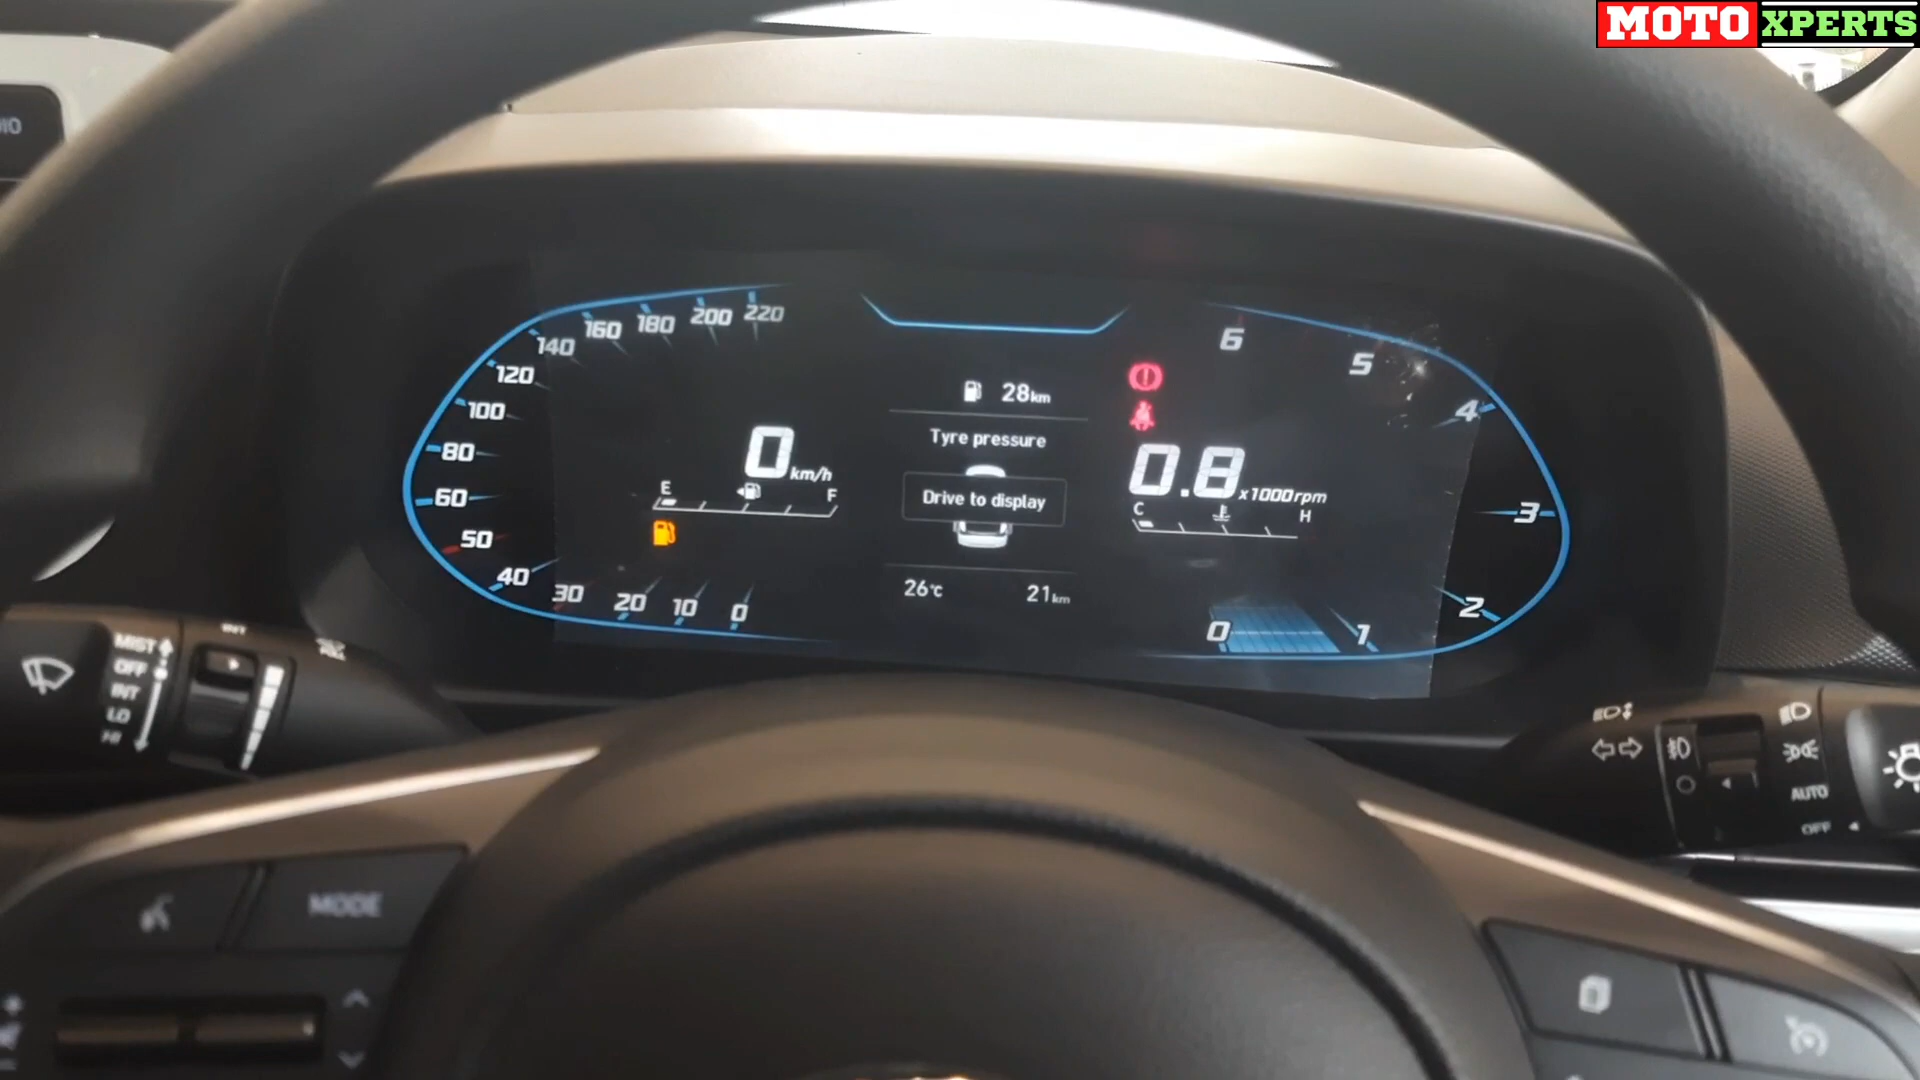 MOTO XPERTS
220
200
180
160
140
120
100
80
60
50
40
30
20
10
0
0 km/h
E F
28km
Tyre pressure
Drive to display
26°C 21km
6
5
4
3
2
1
0
0.8 x1000rpm
C H
MIST
OFF
INT
LO
HI
AUTO
OFF
MODE